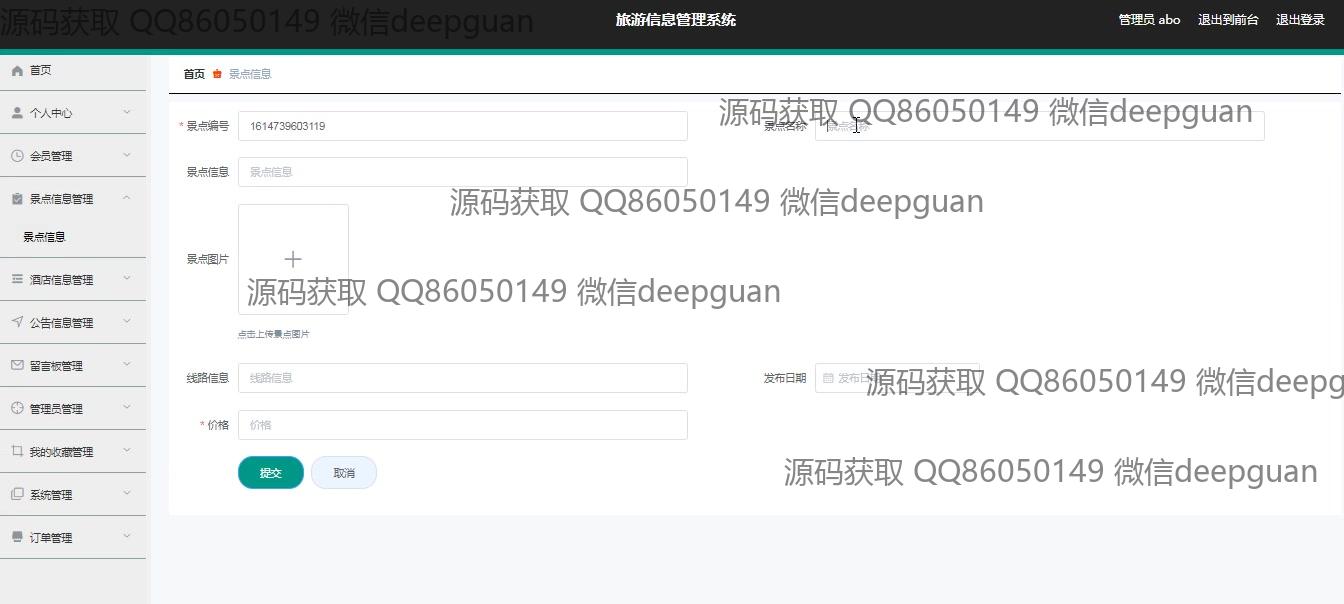 源码获取 QQ86050149 微信deepguan
旅游信息管理系统
管理员 abo 退出到前台 退出登录
首页
个人中心
会员管理
景点信息管理
景点信息
酒店信息管理
公告信息管理
留言板管理
管理员管理
我的收藏管理
系统管理
订单管理
首页 景点信息
源码获取 QQ86050149 微信deepguan
* 景点编号 1614739603119
景点名称 景点名称
景点信息 景点信息
源码获取 QQ86050149 微信deepguan
景点图片
源码获取 QQ86050149 微信deepguan
点击上传景点图片
线路信息 线路信息
发布日期 发布日期
源码获取 QQ86050149 微信deepg
* 价格 价格
提交 取消
源码获取 QQ86050149 微信deepguan